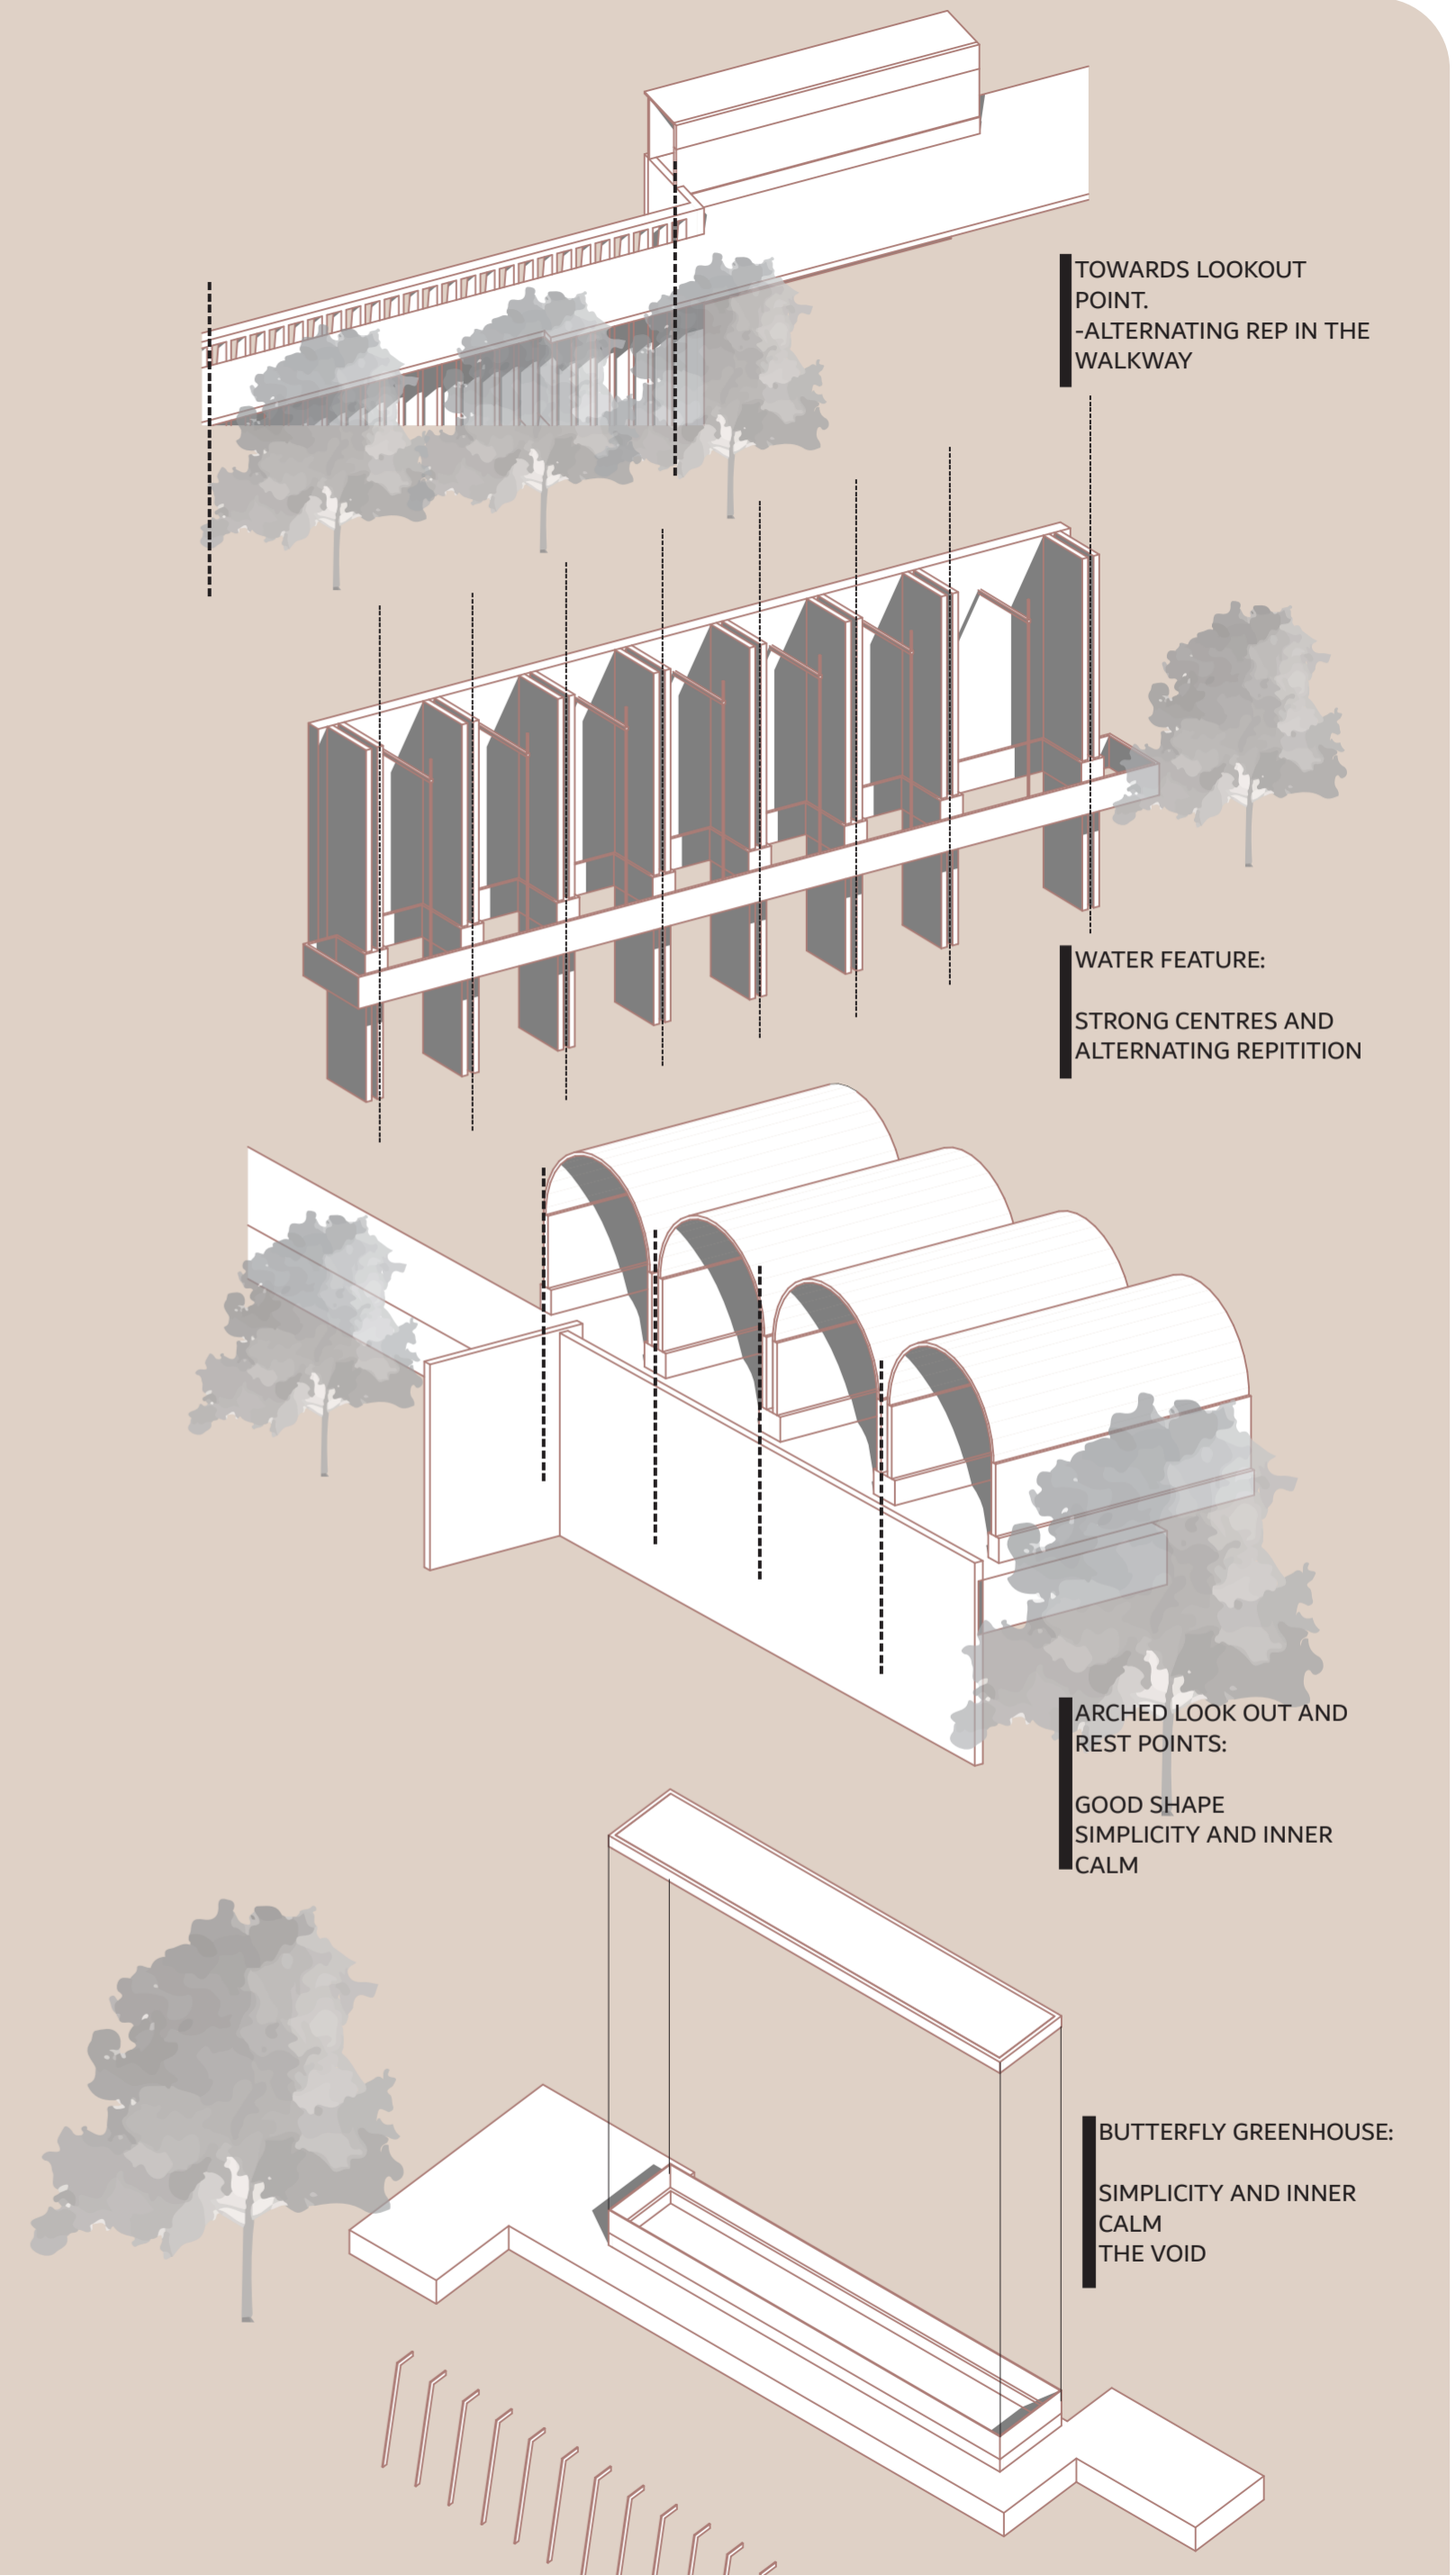 TOWARDS LOOKOUT
POINT.
-ALTERNATING REP IN THE
WALKWAY
WATER FEATURE:
STRONG CENTRES AND
ALTERNATING REPITITION
ARCHED LOOK OUT AND
REST POINTS:
GOOD SHAPE
SIMPLICITY AND INNER
CALM
BUTTERFLY GREENHOUSE:
SIMPLICITY AND INNER
CALM
THE VOID